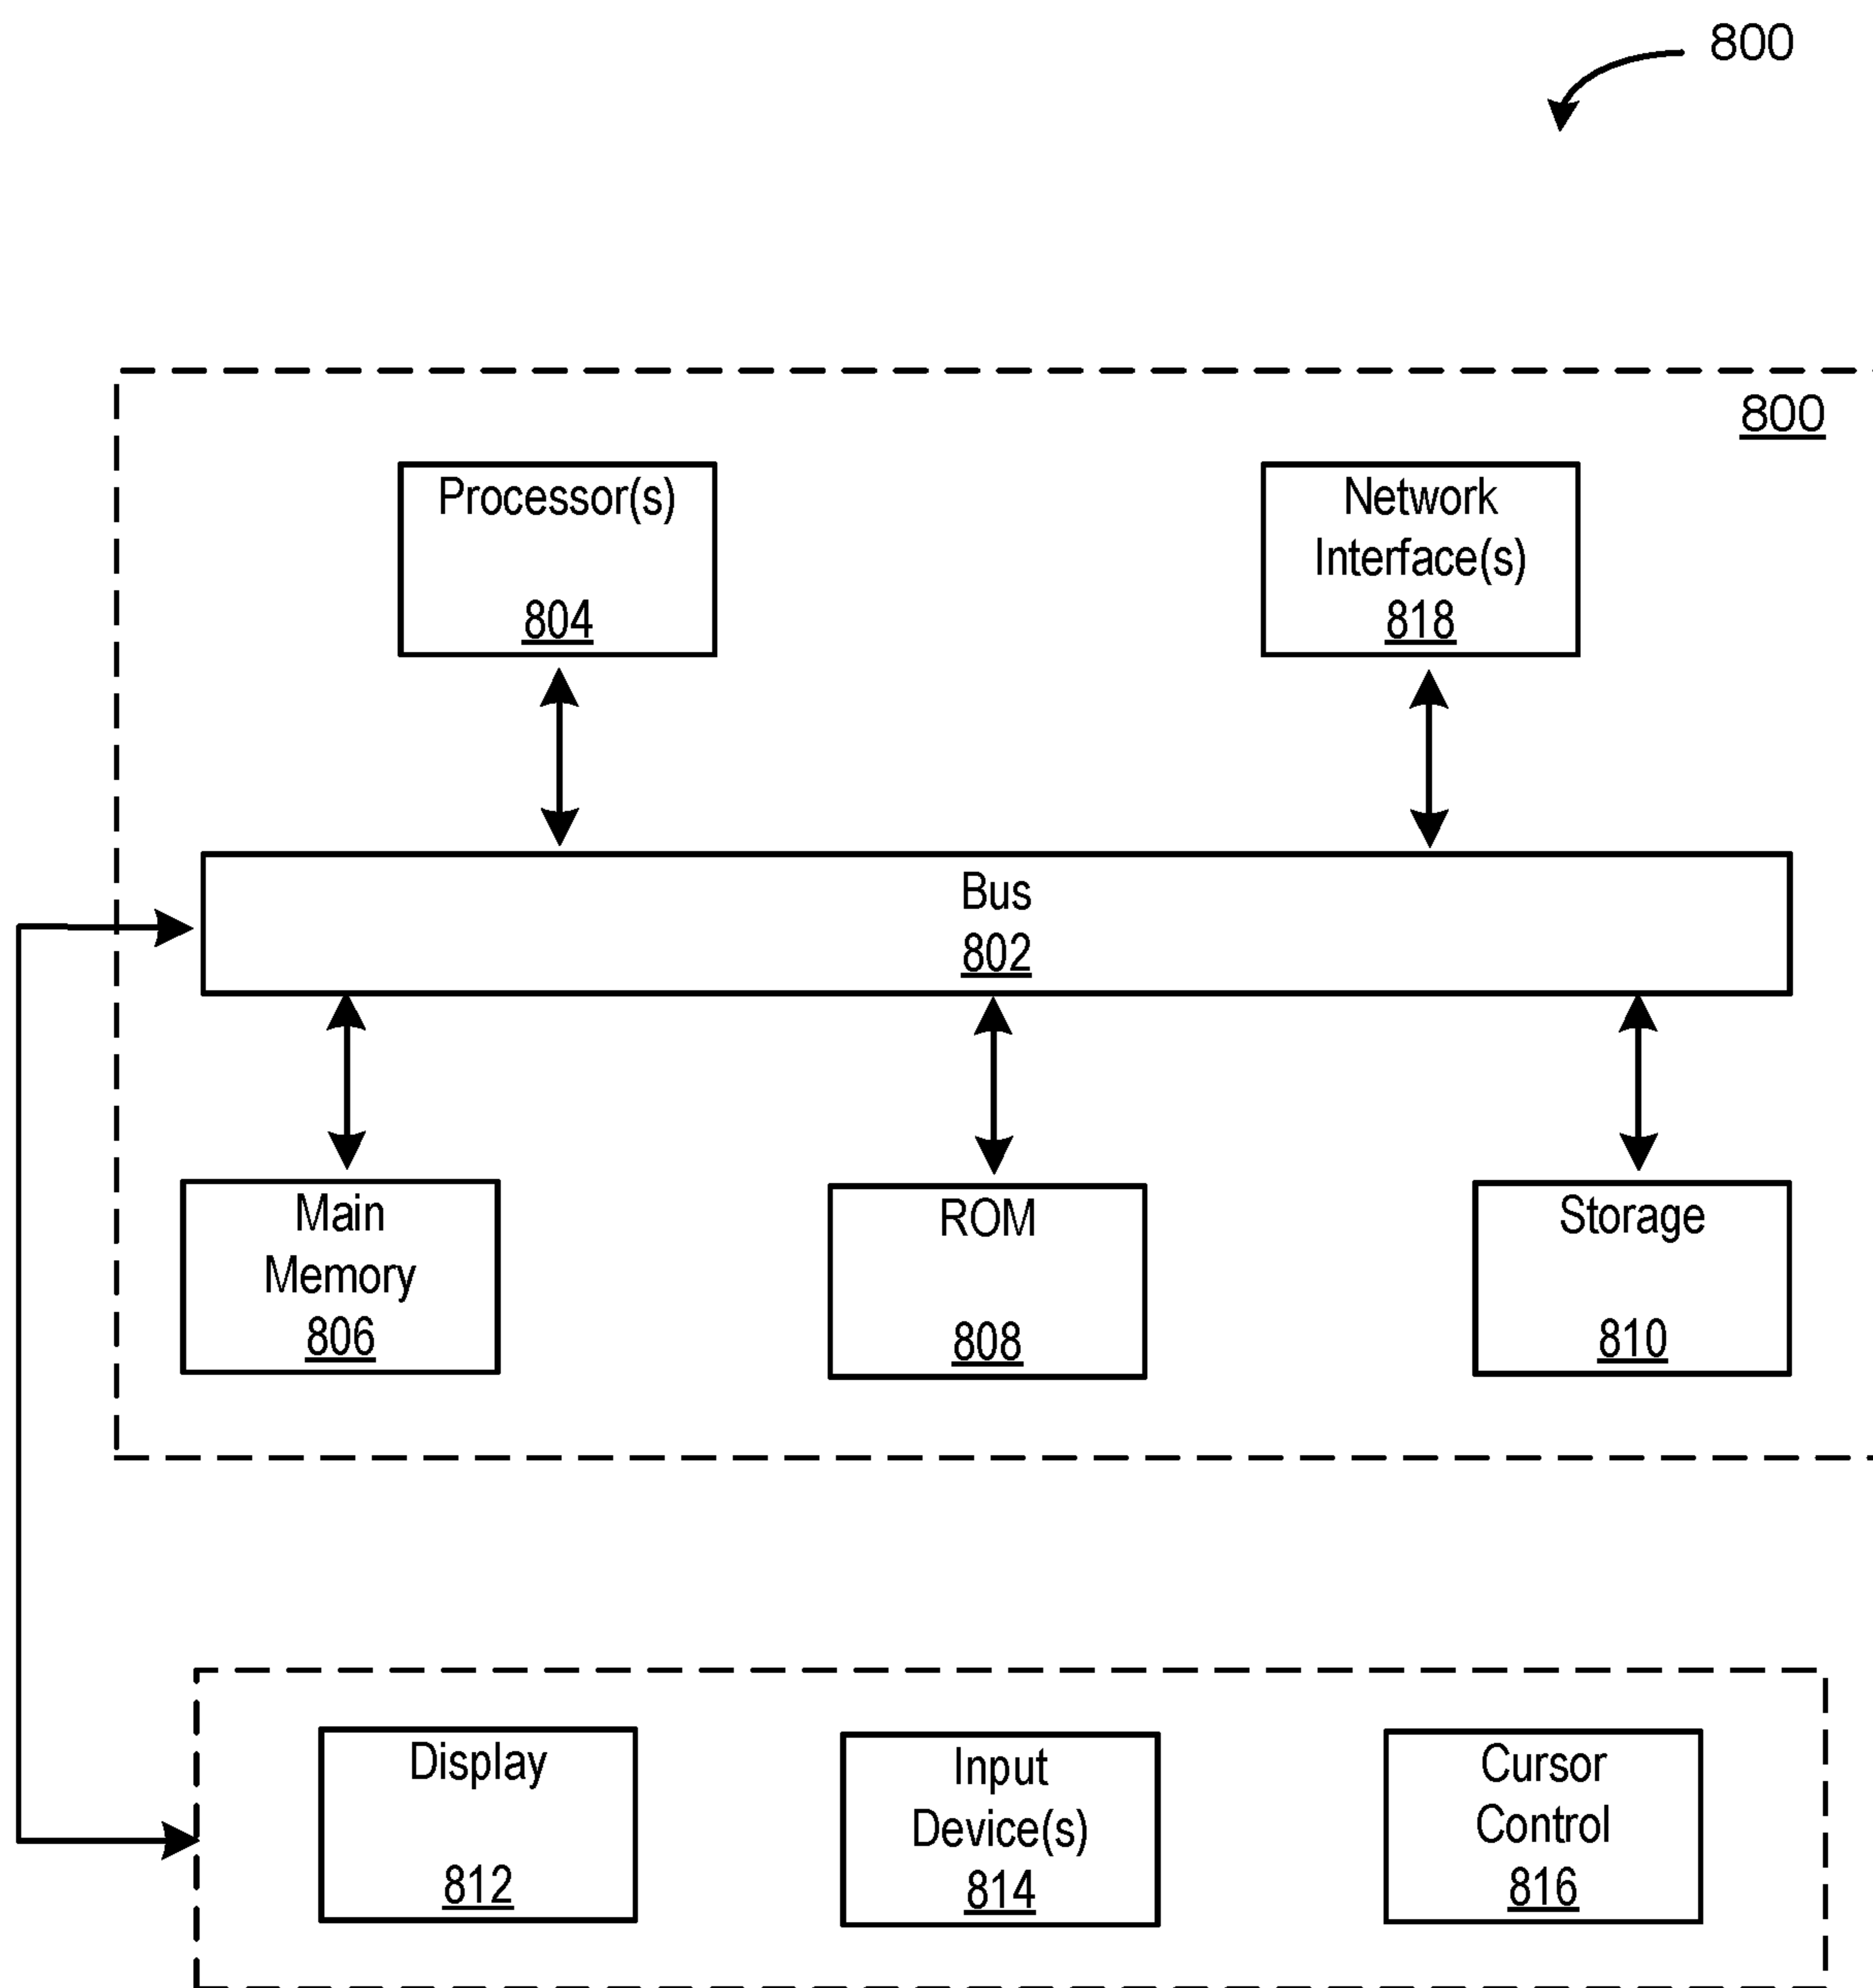 800
800
Processor(s)
804
Network
Interface(s)
818
Bus
802
Main
Memory
806
ROM
808
Storage
810
Display
812
Input
Device(s)
814
Cursor
Control
816